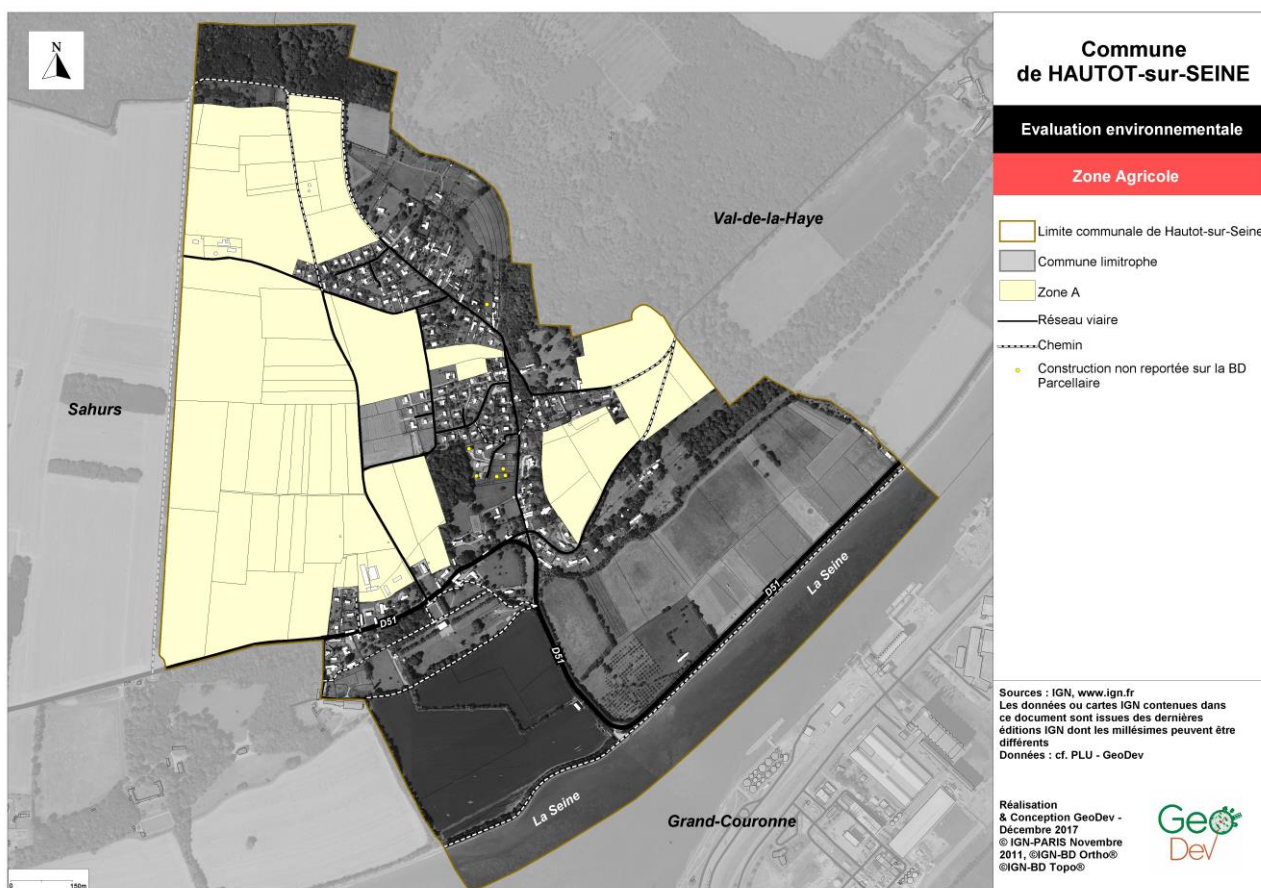 N
Commune
de HAUTOT-sur-SEINE
Evaluation environnementale
Zone Agricole
Limite communale de Hautot-sur-Seine
Commune limitrophe
Zone A
Réseau viaire
Chemin
Construction non reportée sur la BD
Parcellaire
Val-de-la-Haye
Sahurs
D51
D51
D51
La Seine
La Seine
Grand-Couronne
0
150m
Sources : IGN, www.ign.fr
Les données ou cartes IGN contenues dans
ce document sont issues des dernières
éditions IGN dont les millésimes peuvent être
différents
Données : cf. PLU - GeoDev
Réalisation
& Conception GeoDev -
Décembre 2017
© IGN-PARIS Novembre
2011, ©IGN-BD Ortho®
©IGN-BD Topo®
Geo
Dev